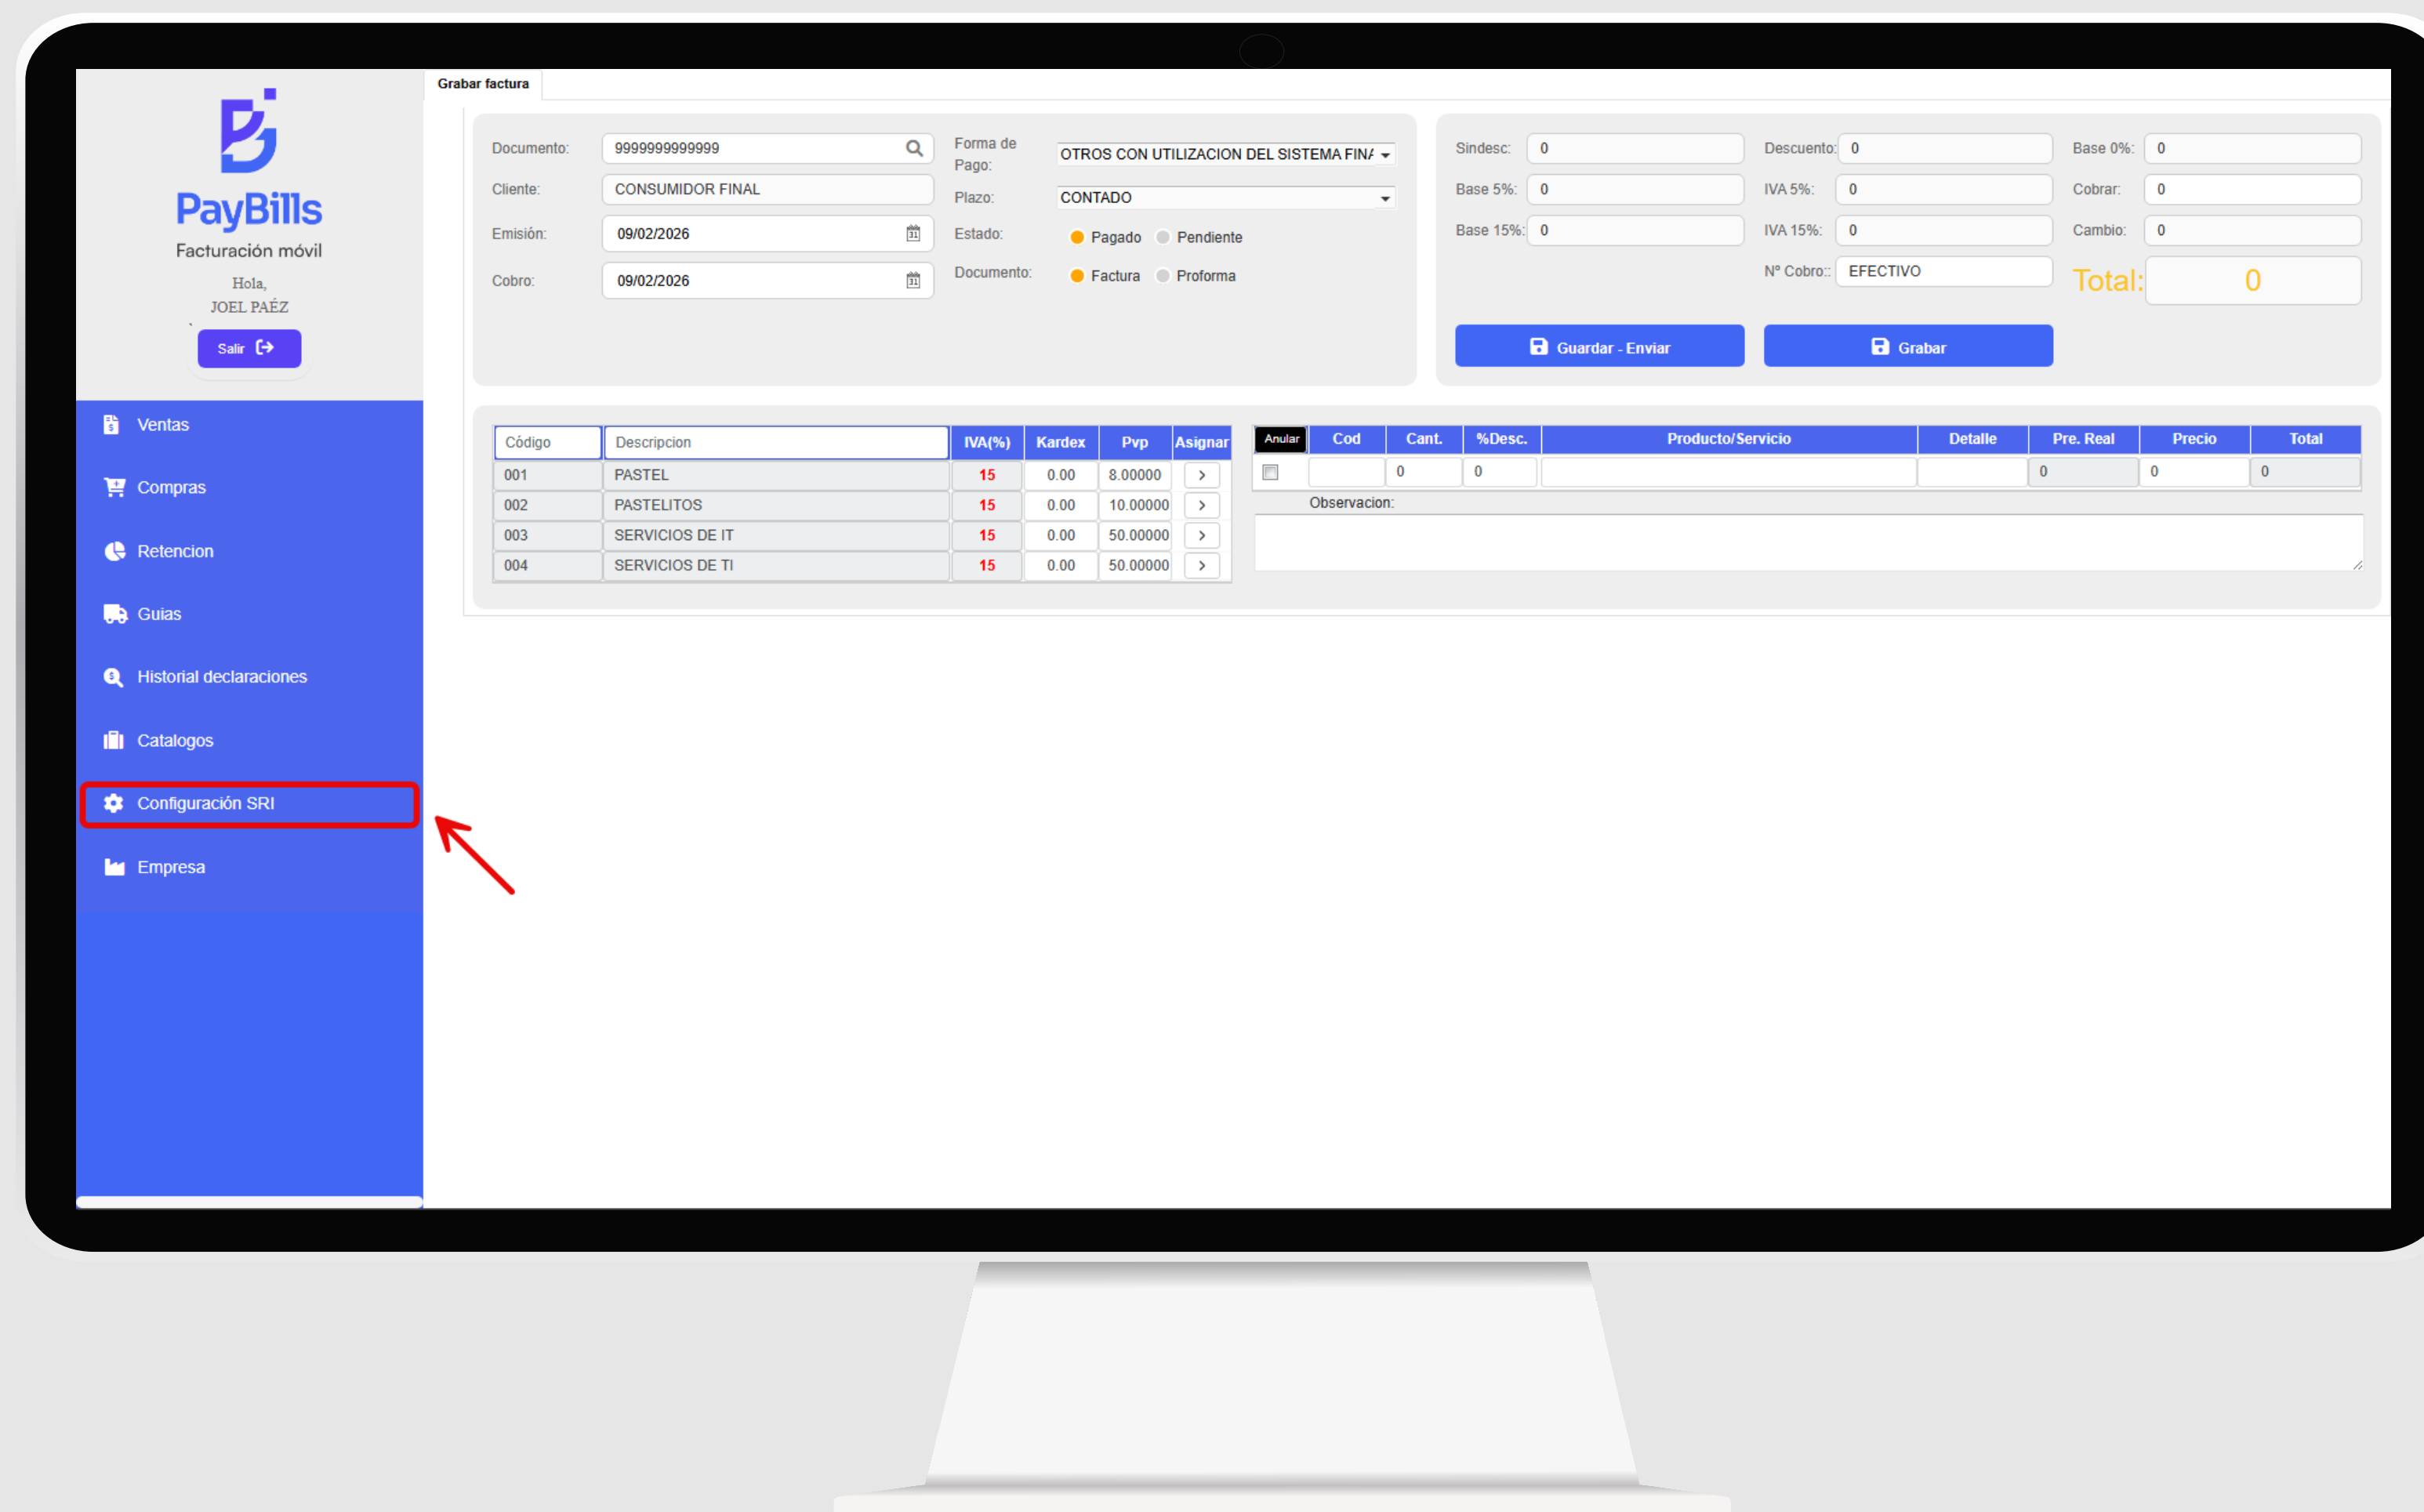 PayBills
Facturación móvil
Hola,
JOEL PAÉZ
Salir
Ventas
Compras
Retencion
Guias
Historial declaraciones
Catalogos
Configuración SRI
Empresa
Grabar factura
Documento: 9999999999999
Cliente: CONSUMIDOR FINAL
Emisión: 09/02/2026
Cobro: 09/02/2026
Forma de Pago: OTROS CON UTILIZACION DEL SISTEMA FINA
Plazo: CONTADO
Estado: Pagado Pendiente
Documento: Factura Proforma
Sindesc: 0 Descuento: 0 Base 0%: 0
Base 5%: 0 IVA 5%: 0 Cobrar: 0
Base 15%: 0 IVA 15%: 0 Cambio: 0
Nº Cobro:: EFECTIVO Total: 0
Guardar - Enviar Grabar
Código Descripcion IVA(%) Kardex Pvp Asignar
001 PASTEL 15 0.00 8.00000 >
002 PASTELITOS 15 0.00 10.00000 >
003 SERVICIOS DE IT 15 0.00 50.00000 >
004 SERVICIOS DE TI 15 0.00 50.00000 >
Anular Cod Cant. %Desc. Producto/Servicio Detalle Pre. Real Precio Total
0 0 0 0 0
Observacion: